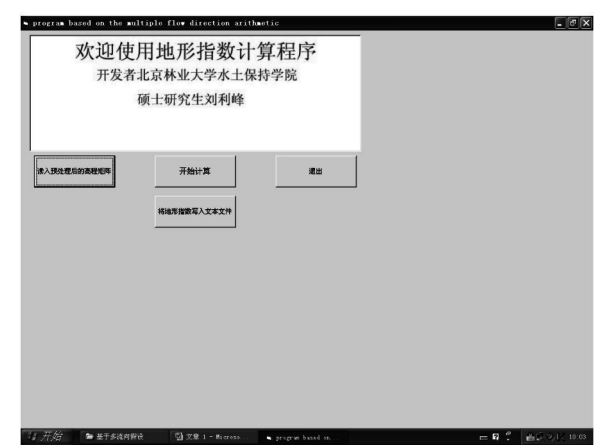 program based on the multiple flow direction arithmetic
欢迎使用地形指数计算程序
开发者北京林业大学水土保持学院
硕士研究生刘利峰
读入预处理后的高程矩阵
开始计算
退出
将地形指数写入文本文件
开始
基于多流向假设
文章 1 - Micross
program based on...
10:03